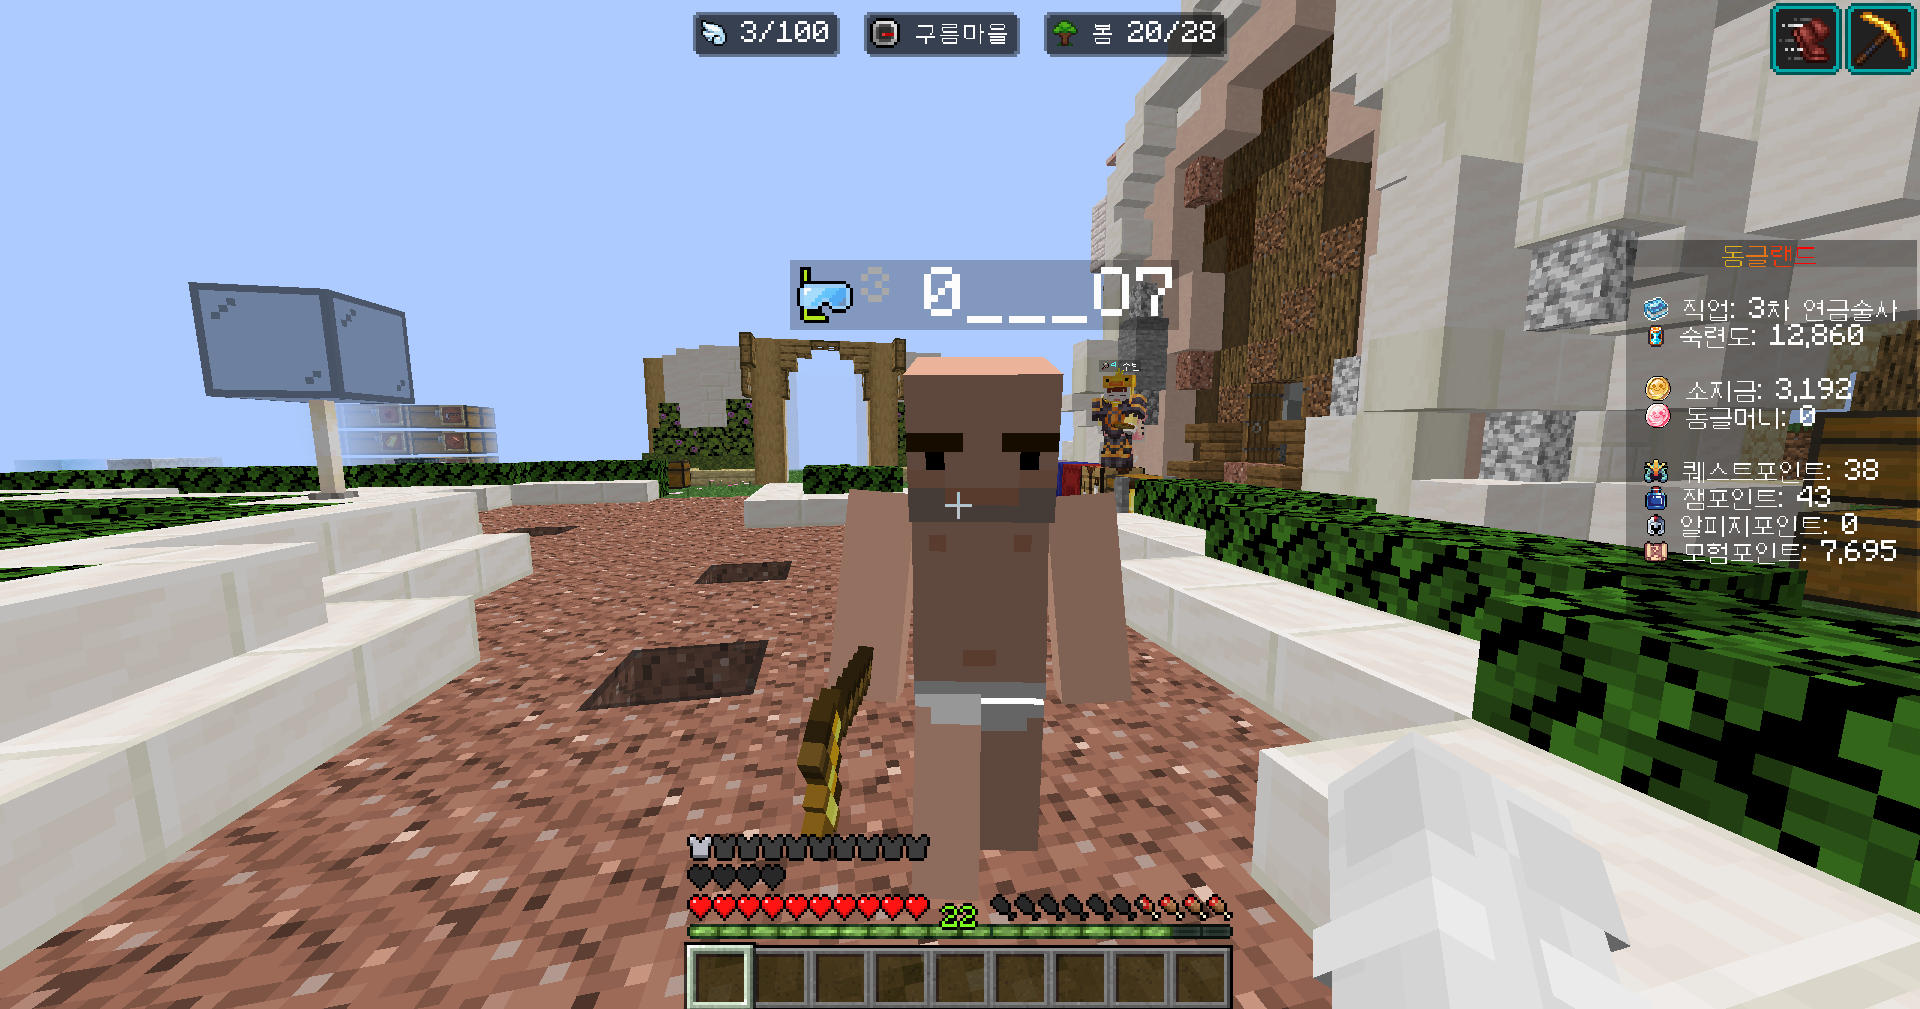 3/100
구름마을
봄 20/28
3 0____07
동글랜드
직업: 3차 연금술사
숙련도: 12,860
소지금: 3,192
동글머니: 0
퀘스트포인트: 38
잼포인트: 43
알피지포인트: 0
모험포인트: 7,695
22